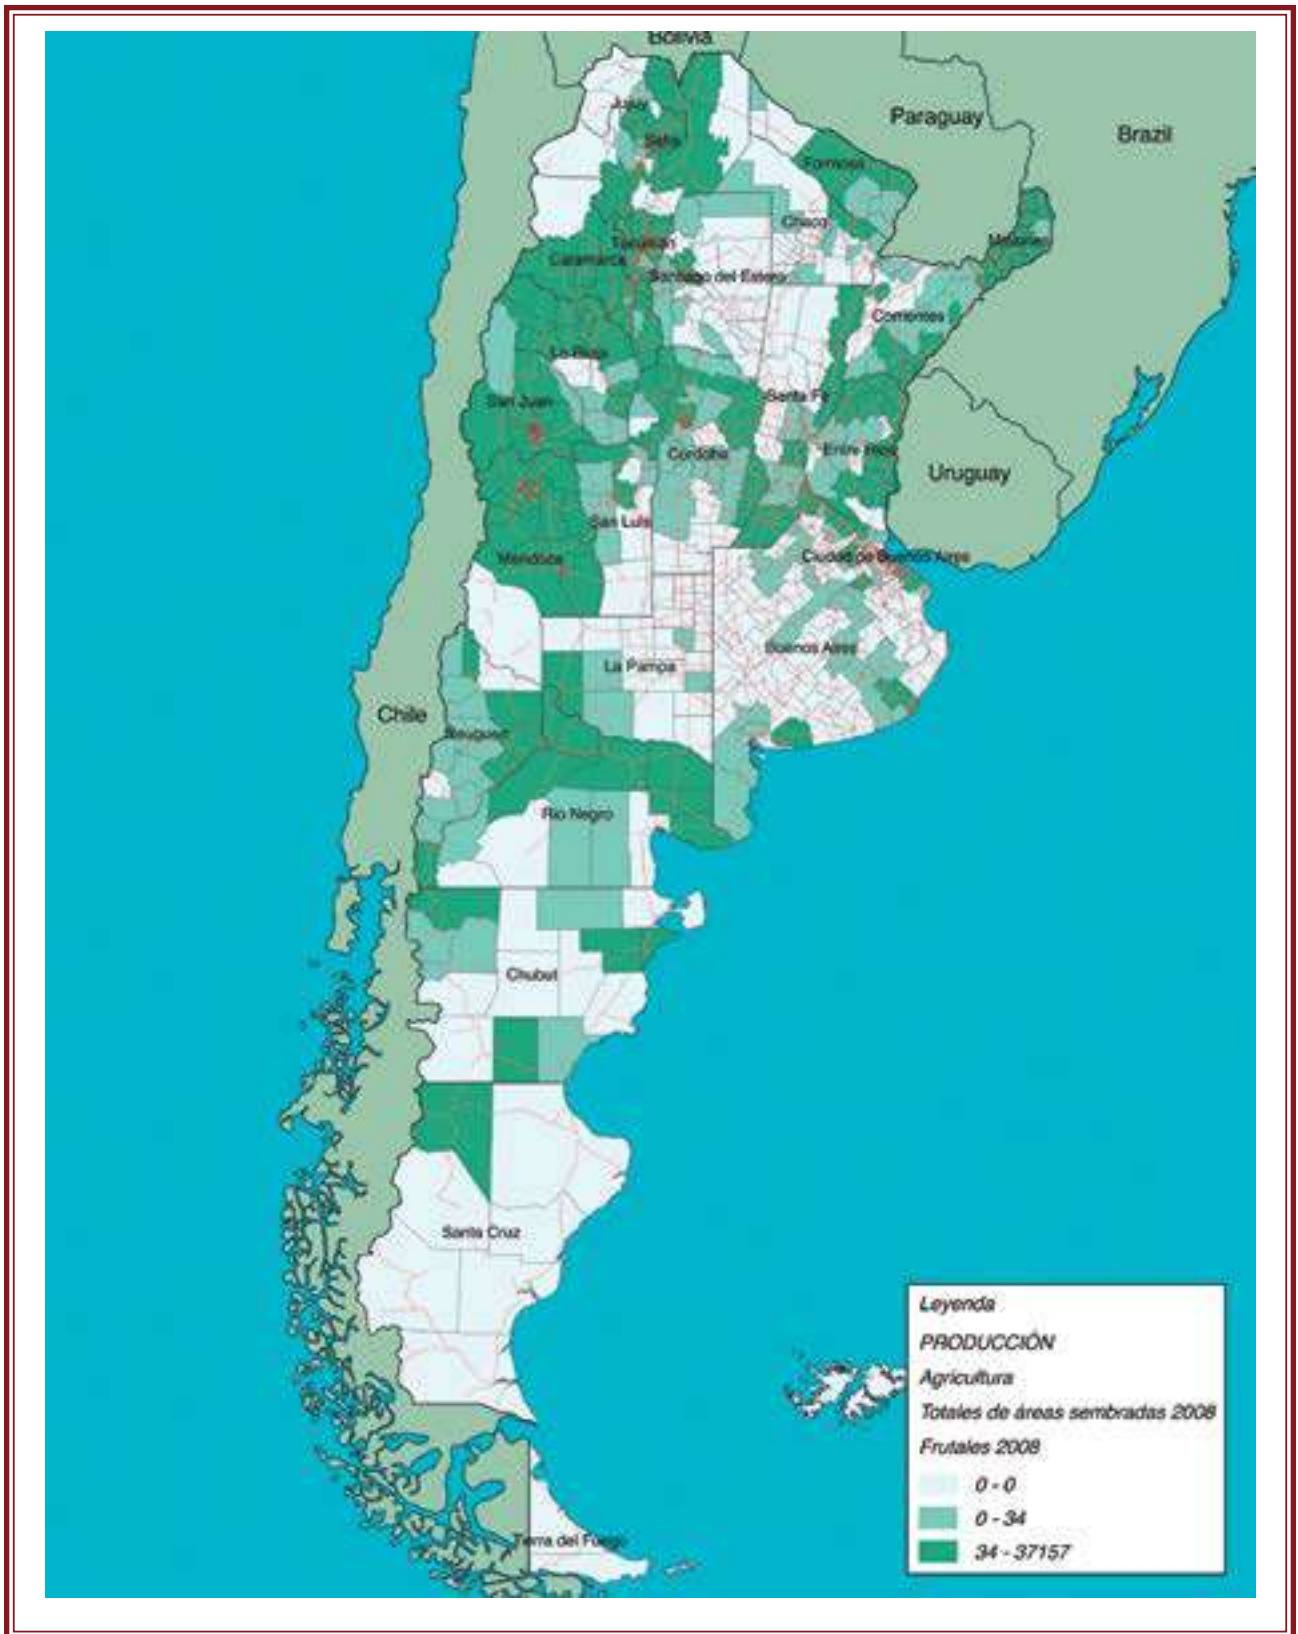 Bolivia
Paraguay
Brazil
Jujuy
Salta
Formosa
Chaco
Misiones
Tucumán
Catamarca
Santiago del Estero
Corrientes
La Rioja
Santa Fe
San Juan
Córdoba
Entre Ríos
Uruguay
San Luis
Ciudad de Buenos Aires
Mendoza
Buenos Aires
La Pampa
Chile
Neuquén
Río Negro
Chubut
Santa Cruz
Tierra del Fuego
Leyenda
PRODUCCIÓN
Agricultura
Totales de áreas sembradas 2008
Frutales 2008
0 - 0
0 - 34
34 - 37157